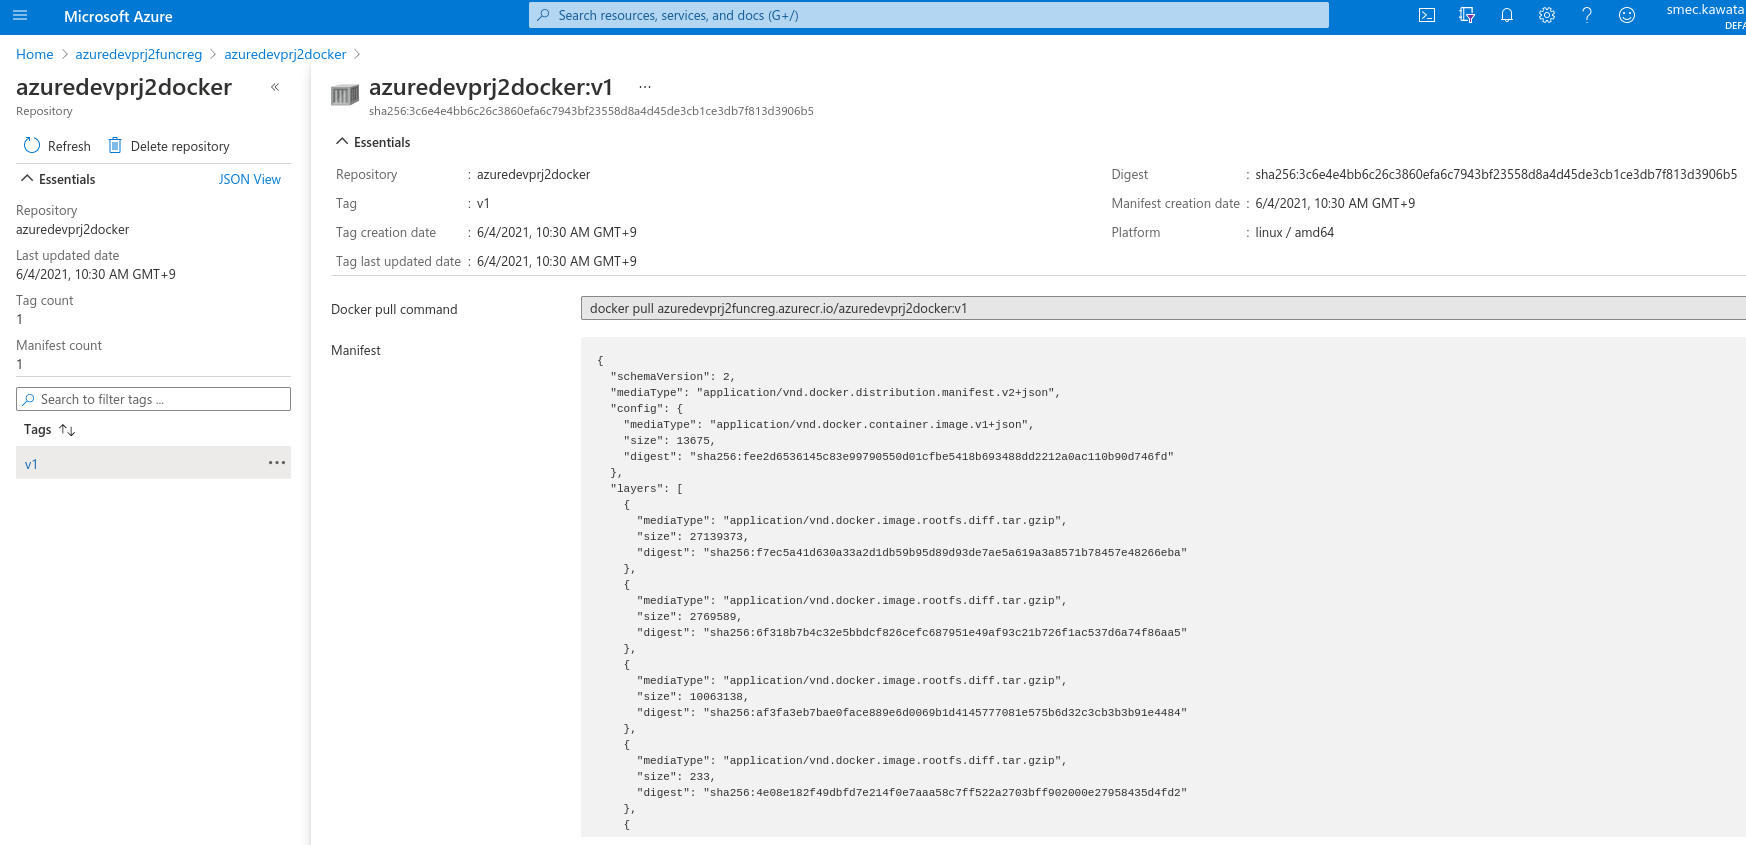 Microsoft Azure
Search resources, services, and docs (G+/)
smec.kawata
DEFA
Home > azuredevprj2funcreg > azuredevprj2docker >
azuredevprj2docker
«
Repository
Refresh
Delete repository
Essentials
JSON View
Repository
azuredevprj2docker
Last updated date
6/4/2021, 10:30 AM GMT+9
Tag count
1
Manifest count
1
Search to filter tags ...
Tags ↑↓
v1
azuredevprj2docker:v1 ...
sha256:3c6e4e4bb6c26c3860efa6c7943bf23558d8a4d45de3cb1ce3db7f813d3906b5
Essentials
Repository : azuredevprj2docker
Tag : v1
Tag creation date : 6/4/2021, 10:30 AM GMT+9
Tag last updated date : 6/4/2021, 10:30 AM GMT+9
Digest : sha256:3c6e4e4bb6c26c3860efa6c7943bf23558d8a4d45de3cb1ce3db7f813d3906b5
Manifest creation date : 6/4/2021, 10:30 AM GMT+9
Platform : linux / amd64
Docker pull command
docker pull azuredevprj2funcreg.azurecr.io/azuredevprj2docker:v1
Manifest
{
"schemaVersion": 2,
"mediaType": "application/vnd.docker.distribution.manifest.v2+json",
"config": {
"mediaType": "application/vnd.docker.container.image.v1+json",
"size": 13675,
"digest": "sha256:fee2d6536145c83e99790550d01cfbe5418b693488dd2212a0ac110b90d746fd"
},
"layers": [
{
"mediaType": "application/vnd.docker.image.rootfs.diff.tar.gzip",
"size": 27139373,
"digest": "sha256:f7ec5a41d630a33a2d1db59b95d89d93de7ae5a619a3a8571b78457e48266eba"
},
{
"mediaType": "application/vnd.docker.image.rootfs.diff.tar.gzip",
"size": 2769589,
"digest": "sha256:6f318b7b4c32e5bbdcf826cefc687951e49af93c21b726f1ac537d6a74f86aa5"
},
{
"mediaType": "application/vnd.docker.image.rootfs.diff.tar.gzip",
"size": 10063138,
"digest": "sha256:af3fa3eb7bae0face889e6d0069b1d4145777081e575b6d32c3cb3b3b91e4484"
},
{
"mediaType": "application/vnd.docker.image.rootfs.diff.tar.gzip",
"size": 233,
"digest": "sha256:4e08e182f49dbfd7e214f0e7aaa58c7ff522a2703bff902000e27958435d4fd2"
},
{